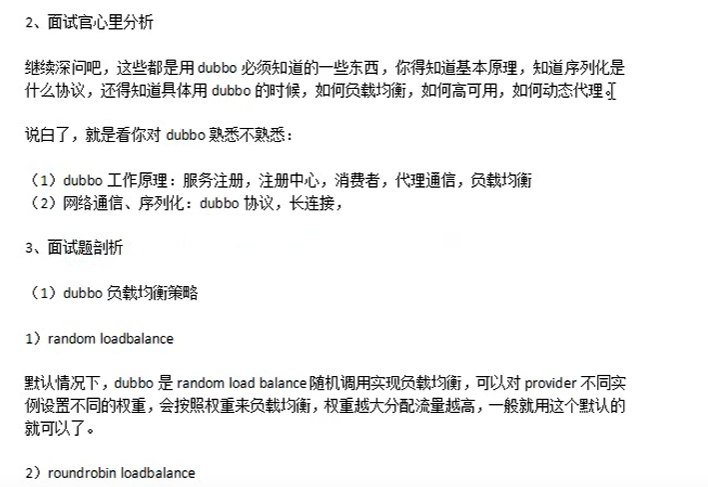 2、面试官心里分析
继续深问吧，这些都是用 dubbo 必须知道的一些东西，你得知道基本原理，知道序列化是
什么协议，还得知道具体用 dubbo 的时候，如何负载均衡，如何高可用，如何动态代理。
说白了，就是看你对 dubbo 熟悉不熟悉：
（1）dubbo 工作原理：服务注册，注册中心，消费者，代理通信，负载均衡
（2）网络通信、序列化：dubbo 协议，长连接，
3、面试题剖析
（1）dubbo 负载均衡策略
1）random loadbalance
默认情况下，dubbo 是 random load balance 随机调用实现负载均衡，可以对 provider 不同实
例设置不同的权重，会按照权重来负载均衡，权重越大分配流量越高，一般就用这个默认的
就可以了。
2）roundrobin loadbalance